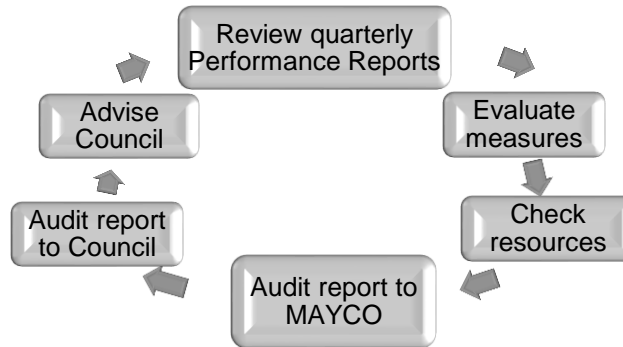 Review quarterly
Performance Reports
Evaluate
measures
Check
resources
Audit report to
MAYCO
Audit report
to Council
Advise
Council